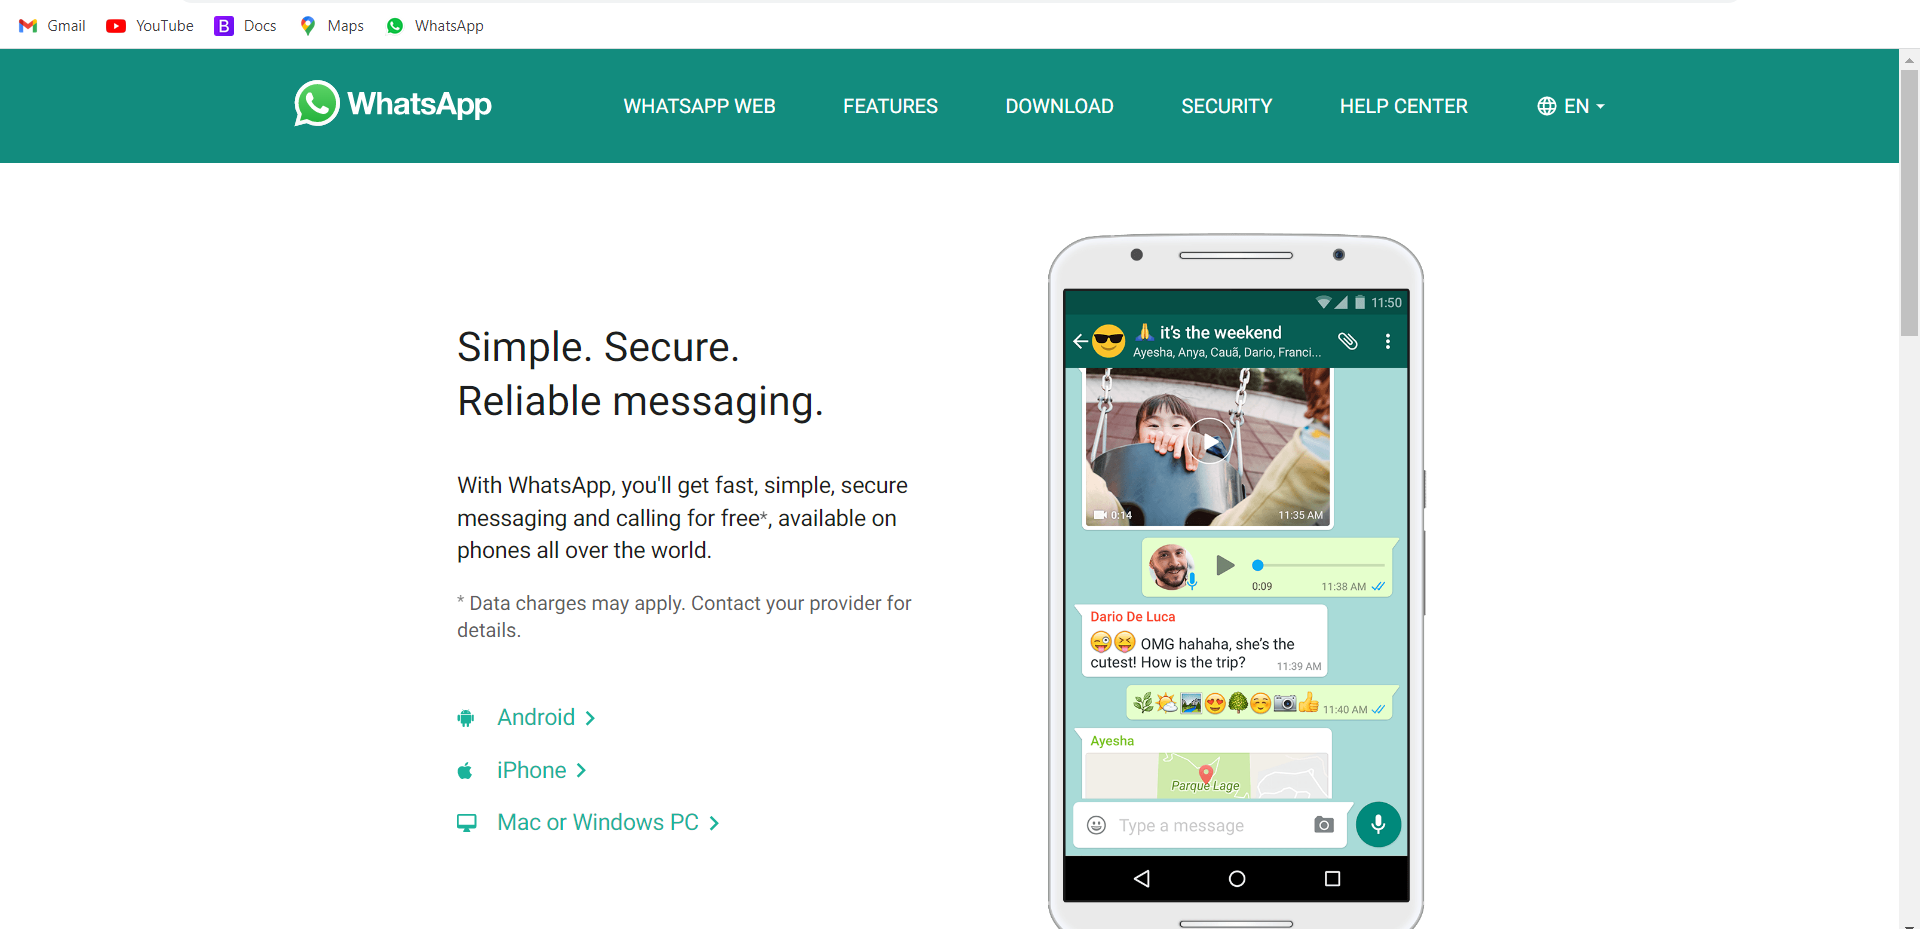 Gmail YouTube Docs Maps WhatsApp
WhatsApp WHATSAPP WEB FEATURES DOWNLOAD SECURITY HELP CENTER EN
Simple. Secure.
Reliable messaging.
With WhatsApp, you'll get fast, simple, secure
messaging and calling for free*, available on
phones all over the world.
* Data charges may apply. Contact your provider for
details.
Android
iPhone
Mac or Windows PC
11:50
🙏 it’s the weekend
Ayesha, Anya, Cauã, Dario, Franci...
0:14 11:35 AM
0:09 11:38 AM
Dario De Luca
😜😝 OMG hahaha, she’s the
cutest! How is the trip? 11:39 AM
🌿🌤🏞😍🌳☺📷👍 11:40 AM
Ayesha
Parque Lage
Type a message